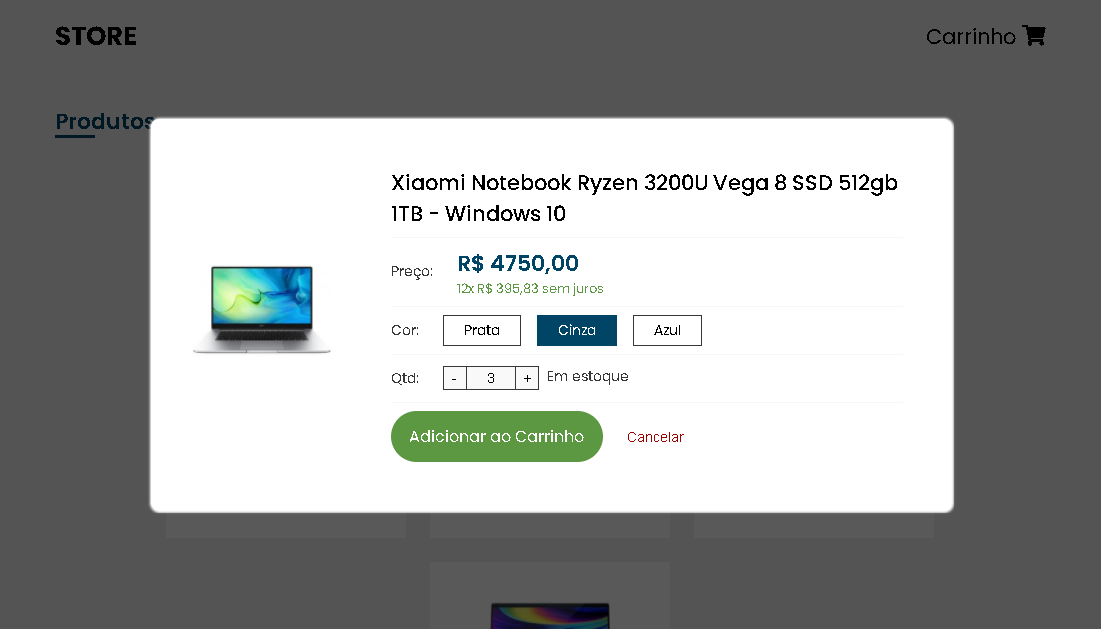 STORE
Carrinho
Produtos
Xiaomi Notebook Ryzen 3200U Vega 8 SSD 512gb
1TB - Windows 10
Preço:
R$ 4750,00
12x R$ 395,83 sem juros
Cor: Prata Cinza Azul
Qtd: - 3 + Em estoque
Adicionar ao Carrinho Cancelar